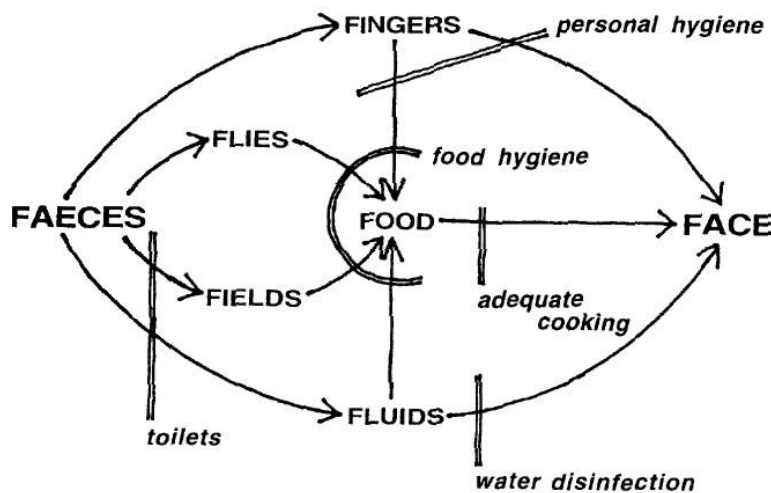 FINGERS
personal hygiene
FLIES
food hygiene
FAECES
FOOD
FACE
FIELDS
adequate
cooking
FLUIDS
toilets
water disinfection